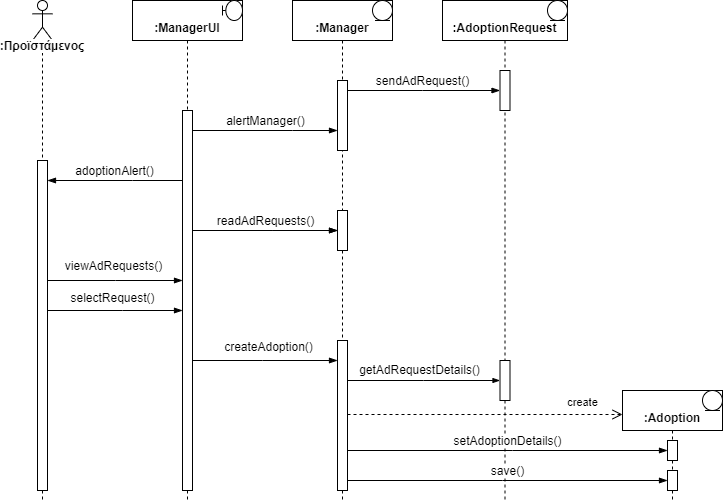 :Προϊστάμενος
:ManagerUI
:Manager
:AdoptionRequest
sendAdRequest()
alertManager()
adoptionAlert()
readAdRequests()
viewAdRequests()
selectRequest()
createAdoption()
getAdRequestDetails()
create
:Adoption
setAdoptionDetails()
save()